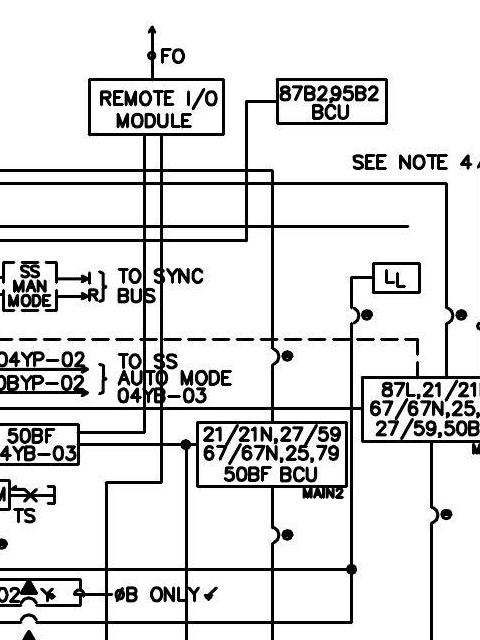 FO
REMOTE I/O
MODULE
87B2,95B2
BCU
SEE NOTE 4
SS
MAN
MODE
I
R
TO SYNC
BUS
LL
04YP-02
0BYP-02
TO SS
AUTO MODE
04YB-03
87L,21/21
67/67N,25,
27/59,50B
50BF
4YB-03
21/21N,27/59
67/67N,25,79
50BF BCU
MAIN2
M
TS
02
Y
ØB ONLY